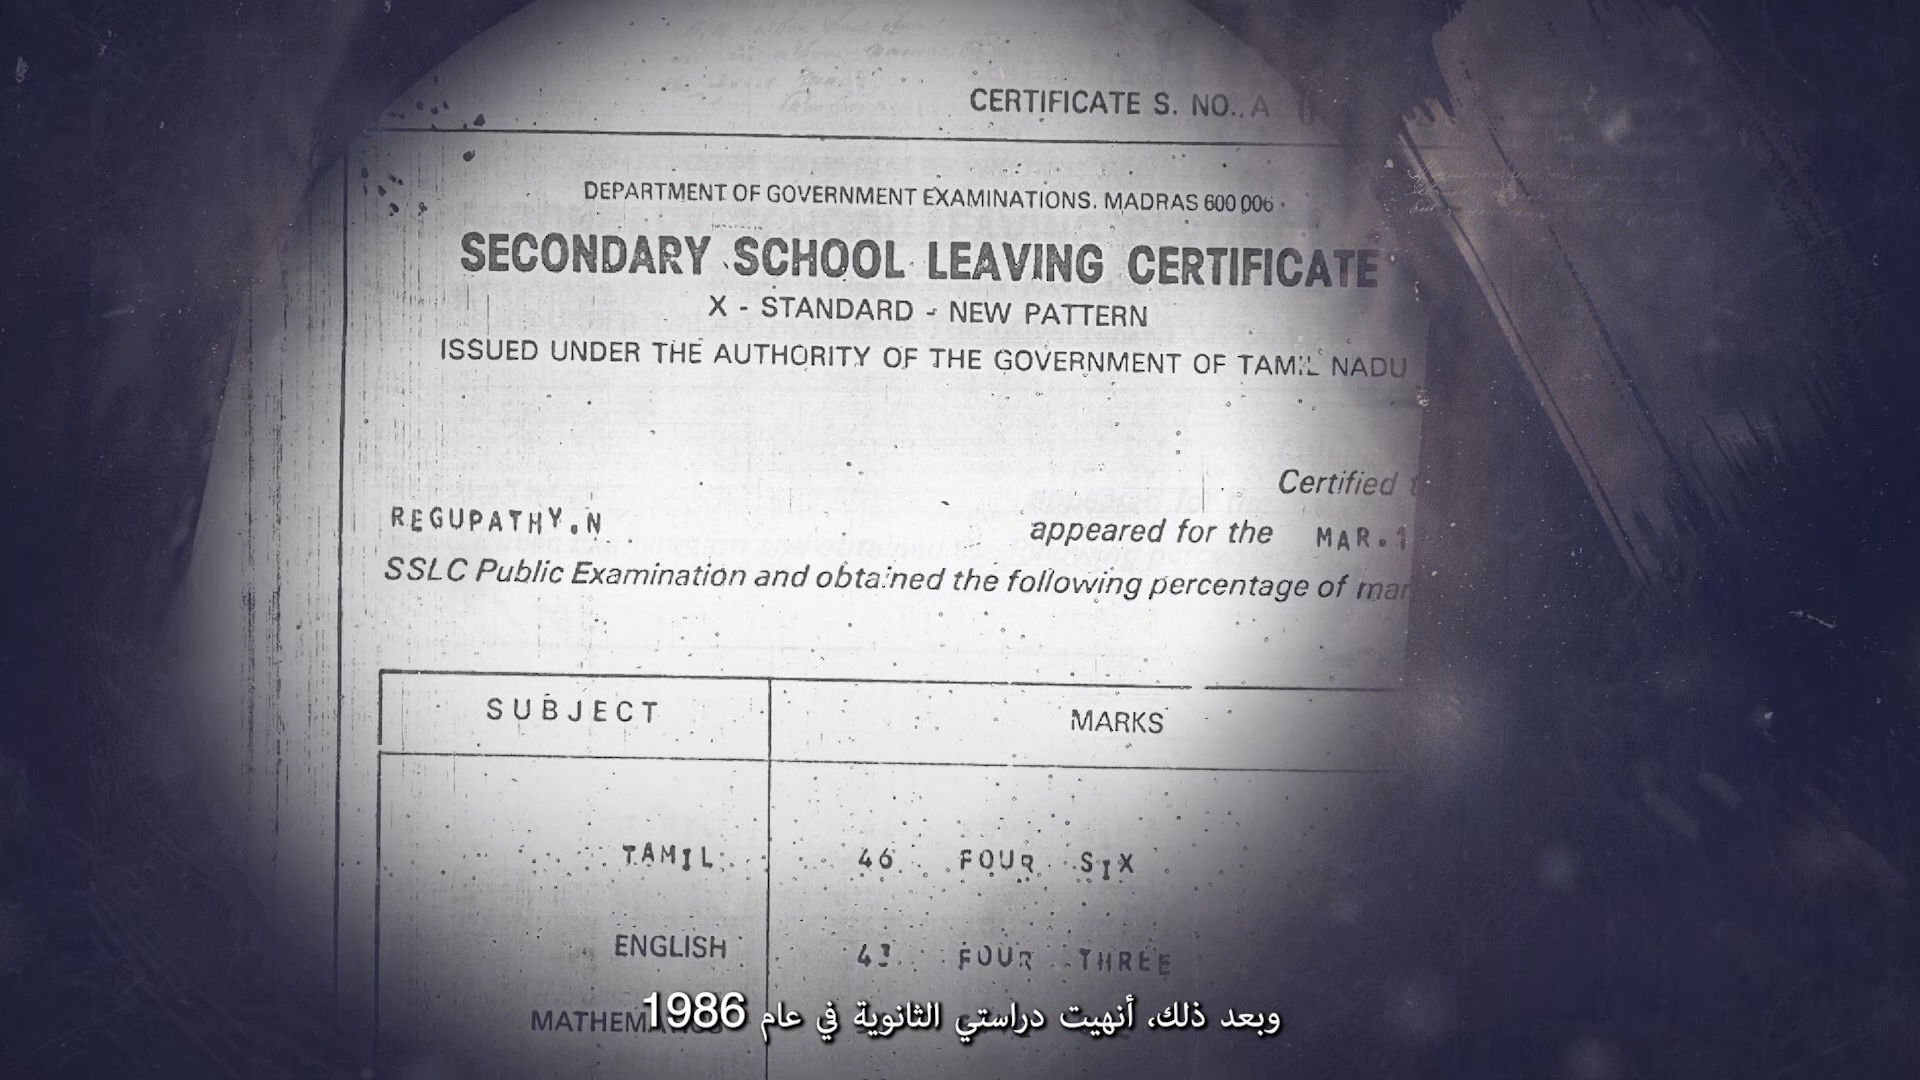 CERTIFICATE S. NO. A
DEPARTMENT OF GOVERNMENT EXAMINATIONS. MADRAS 600 006
SECONDARY SCHOOL LEAVING CERTIFICATE
X - STANDARD - NEW PATTERN
ISSUED UNDER THE AUTHORITY OF THE GOVERNMENT OF TAMIL NADU
Certified
REGUPATHY.N appeared for the MAR.1
SSLC Public Examination and obtained the following percentage of
SUBJECT MARKS
TAMIL 46 FOUR SIX
ENGLISH 43 FOUR THREE
وبعد ذلك، أنهيت دراستي الثانوية في عام 1986